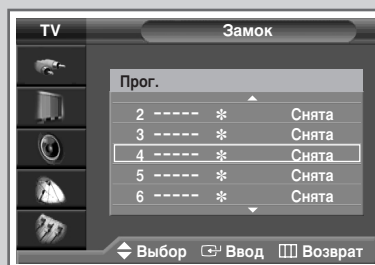 TV Замок
Прог.
2 ----- ✻ Снята
3 ----- ✻ Снята
4 ----- ✻ Снята
5 ----- ✻ Снята
6 ----- ✻ Снята
Выбор Ввод Возврат